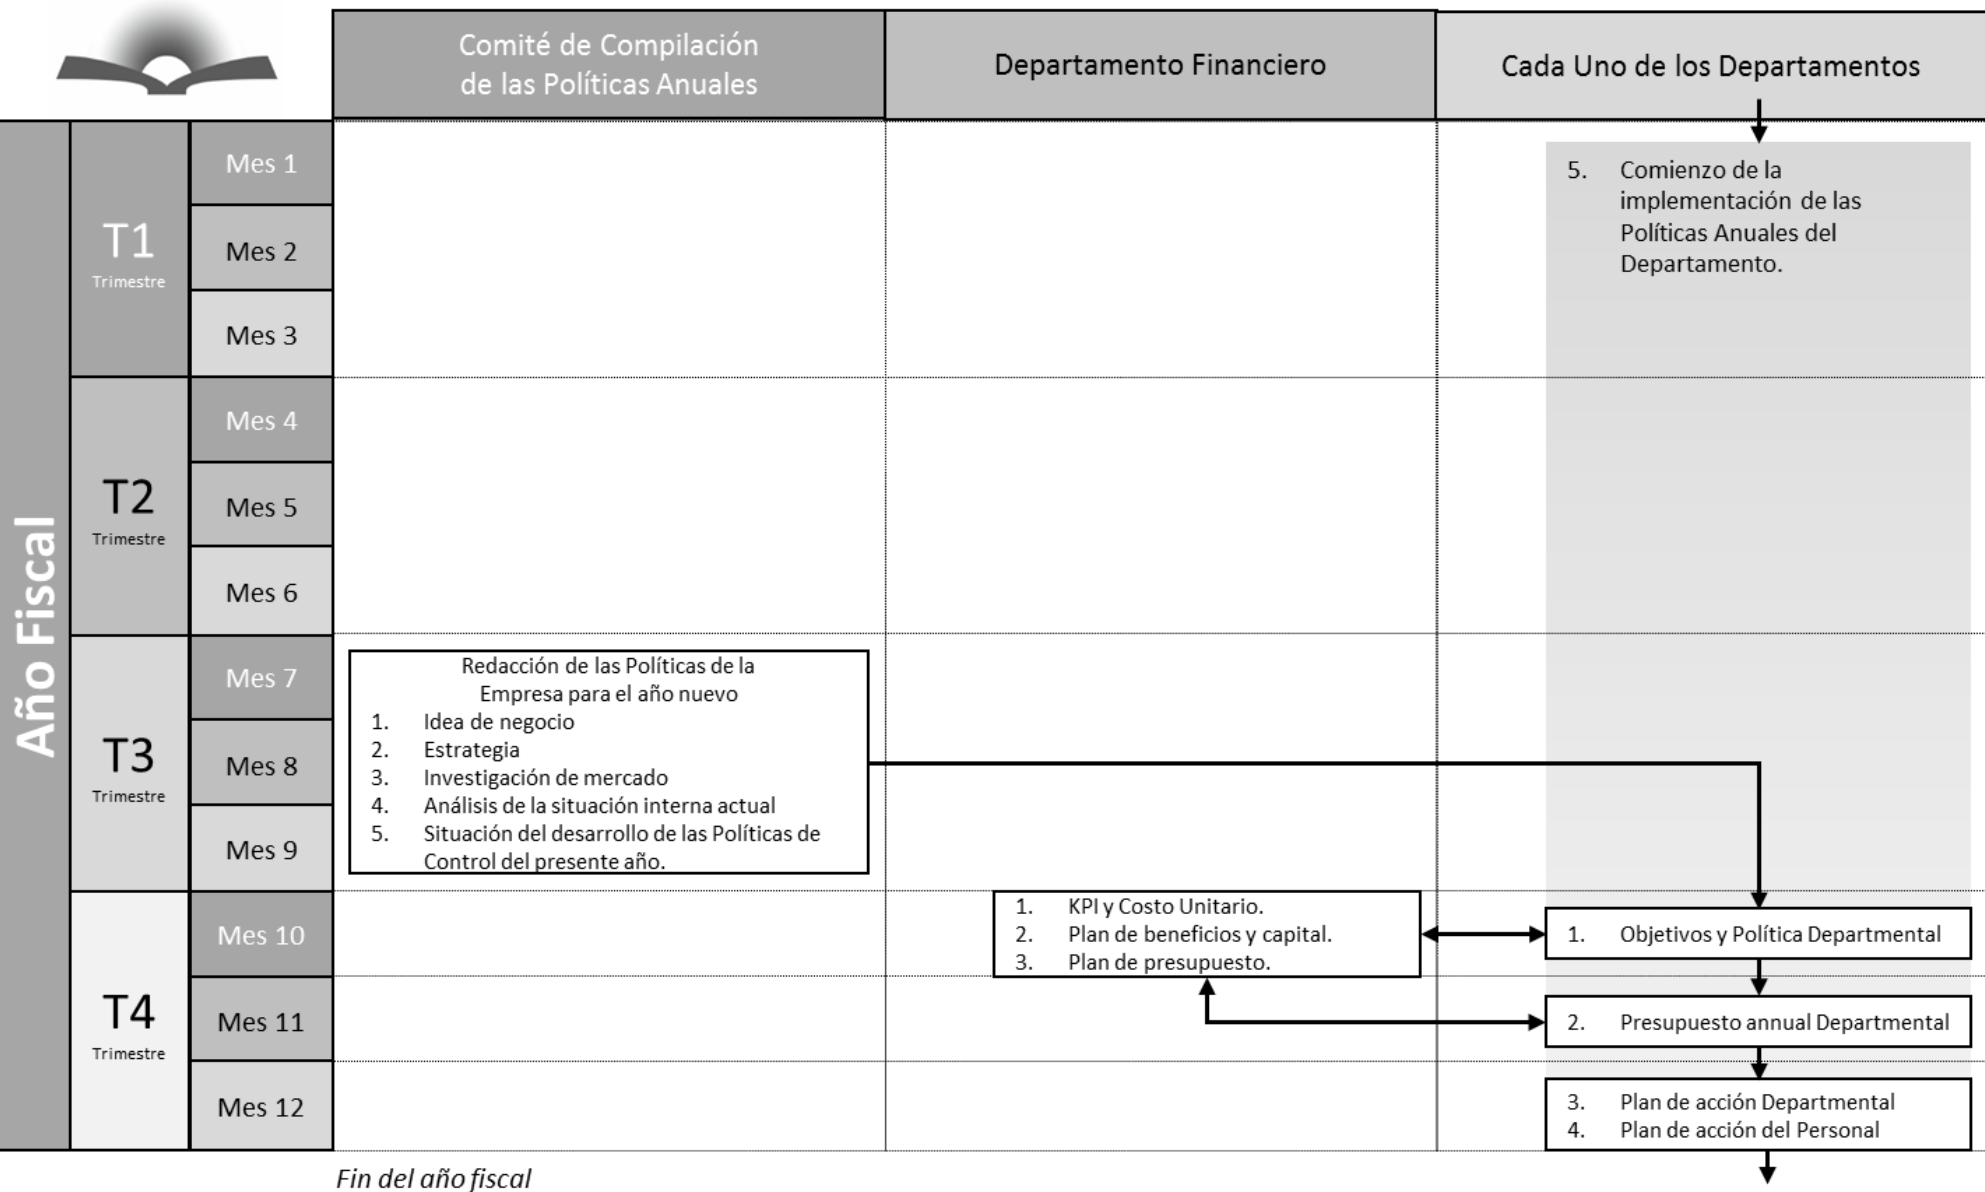 Comité de Compilación
de las Políticas Anuales
Departamento Financiero
Cada Uno de los Departamentos
Año Fiscal
T1
Trimestre
Mes 1
Mes 2
Mes 3
5. Comienzo de la
implementación de las
Políticas Anuales del
Departamento.
T2
Trimestre
Mes 4
Mes 5
Mes 6
T3
Trimestre
Mes 7
Mes 8
Mes 9
Redacción de las Políticas de la
Empresa para el año nuevo
1. Idea de negocio
2. Estrategia
3. Investigación de mercado
4. Análisis de la situación interna actual
5. Situación del desarrollo de las Políticas de
Control del presente año.
T4
Trimestre
Mes 10
Mes 11
Mes 12
1. KPI y Costo Unitario.
2. Plan de beneficios y capital.
3. Plan de presupuesto.
1. Objetivos y Política Departmental
2. Presupuesto annual Departmental
3. Plan de acción Departmental
4. Plan de acción del Personal
Fin del año fiscal